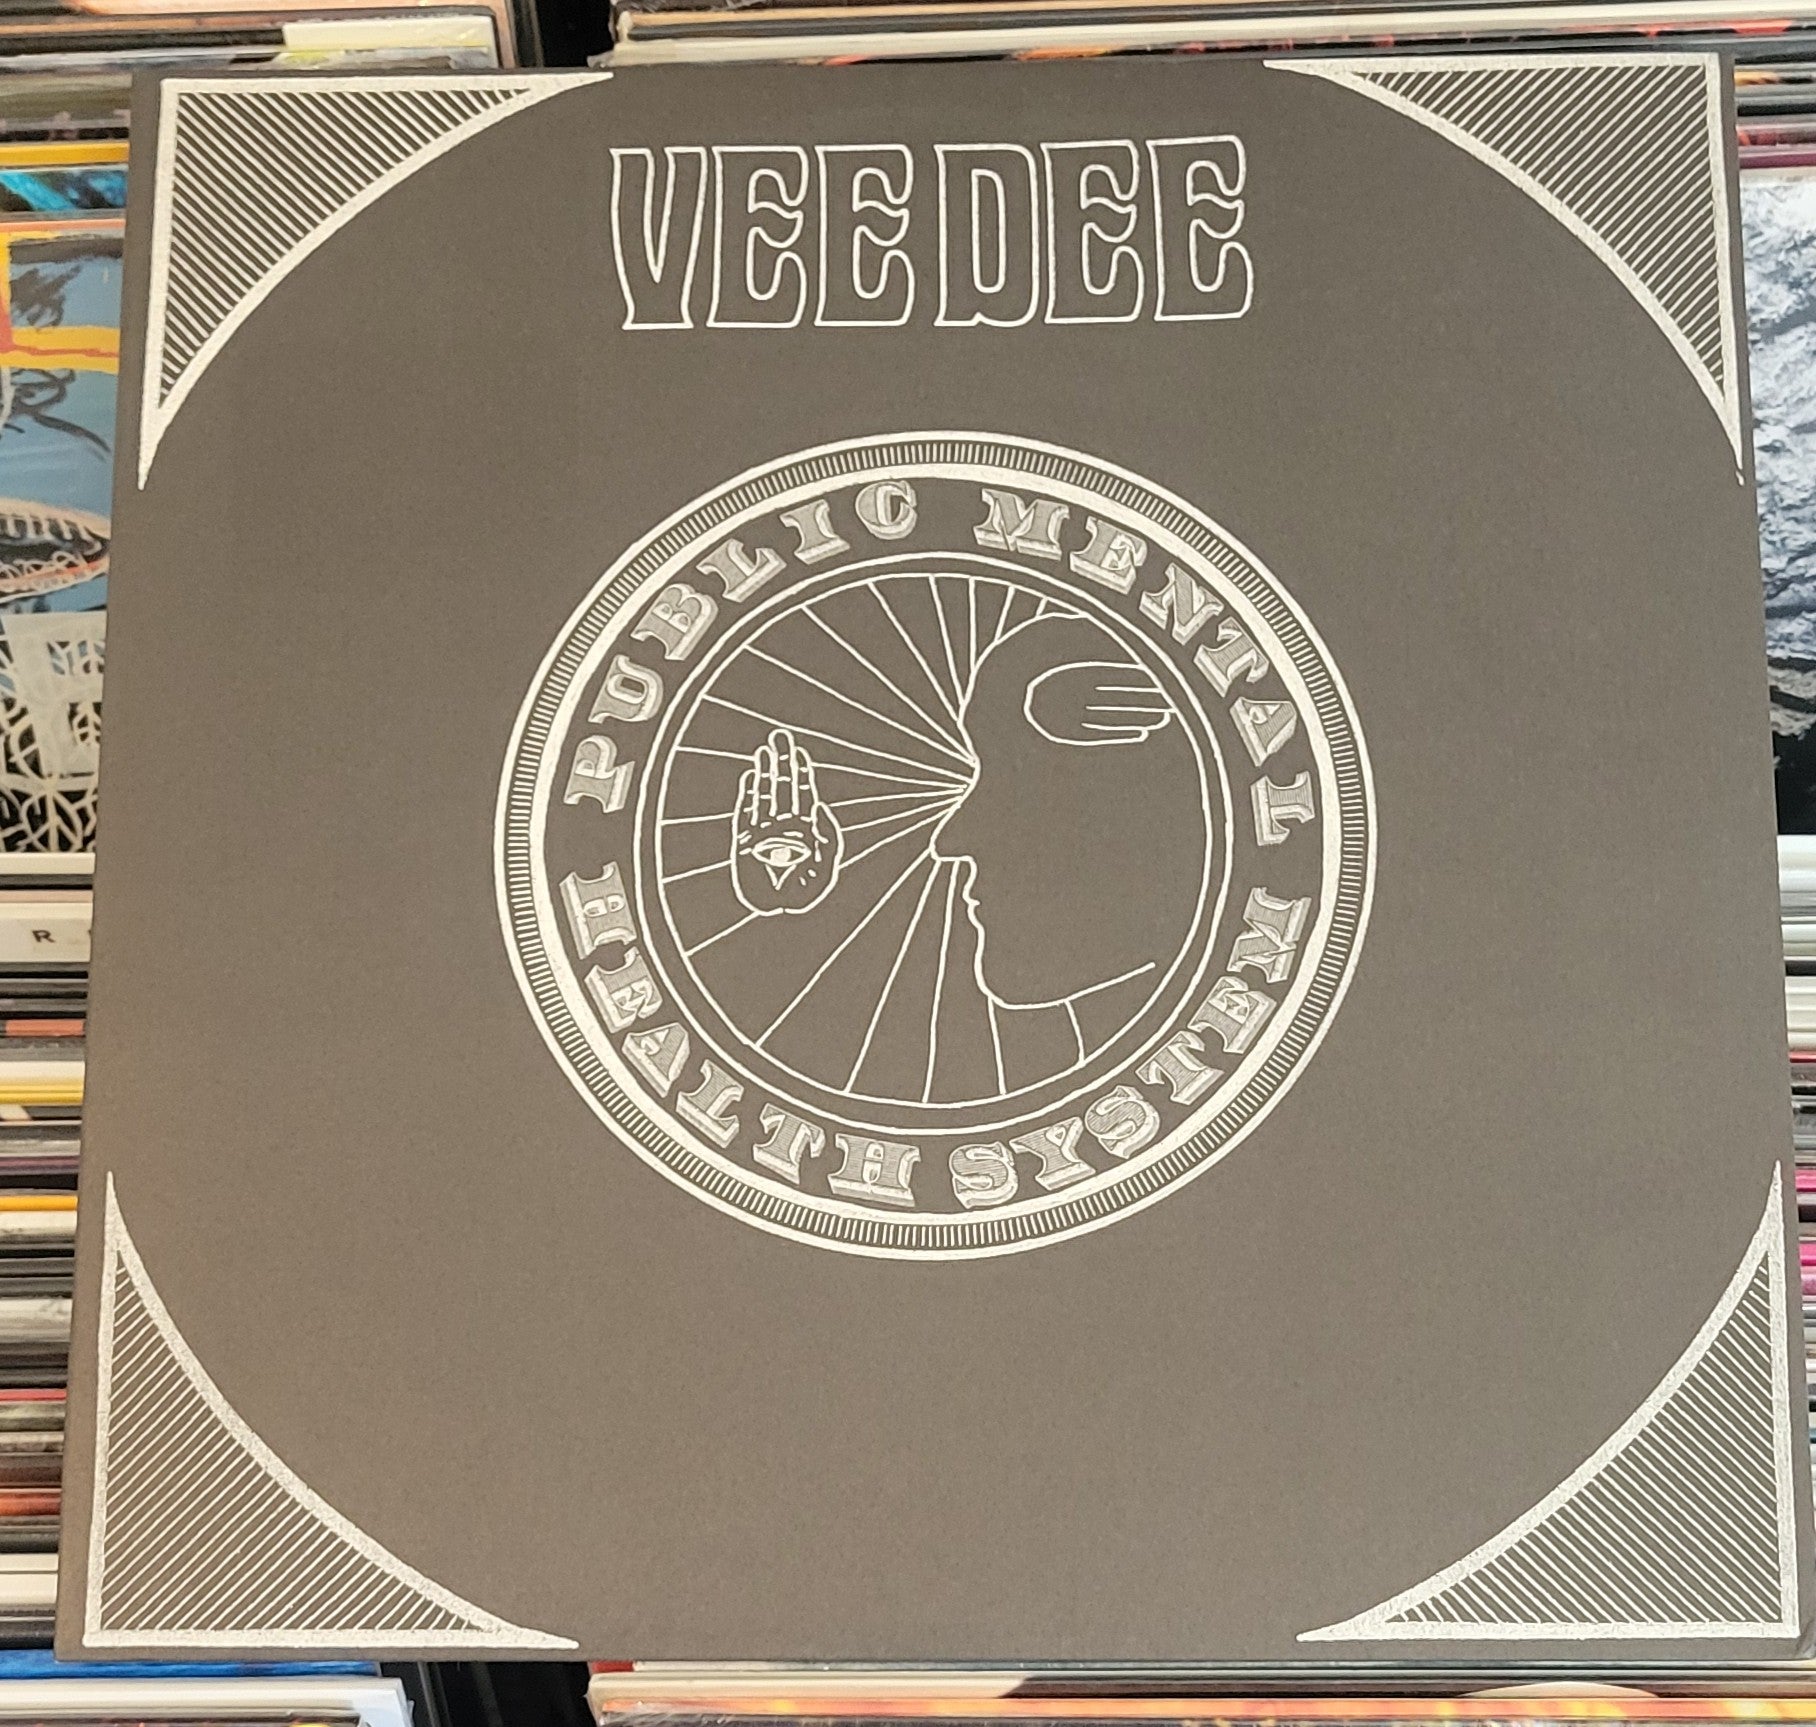 VEE DEE
PUBLIC MENTAL
HEALTH SYSTEM
R